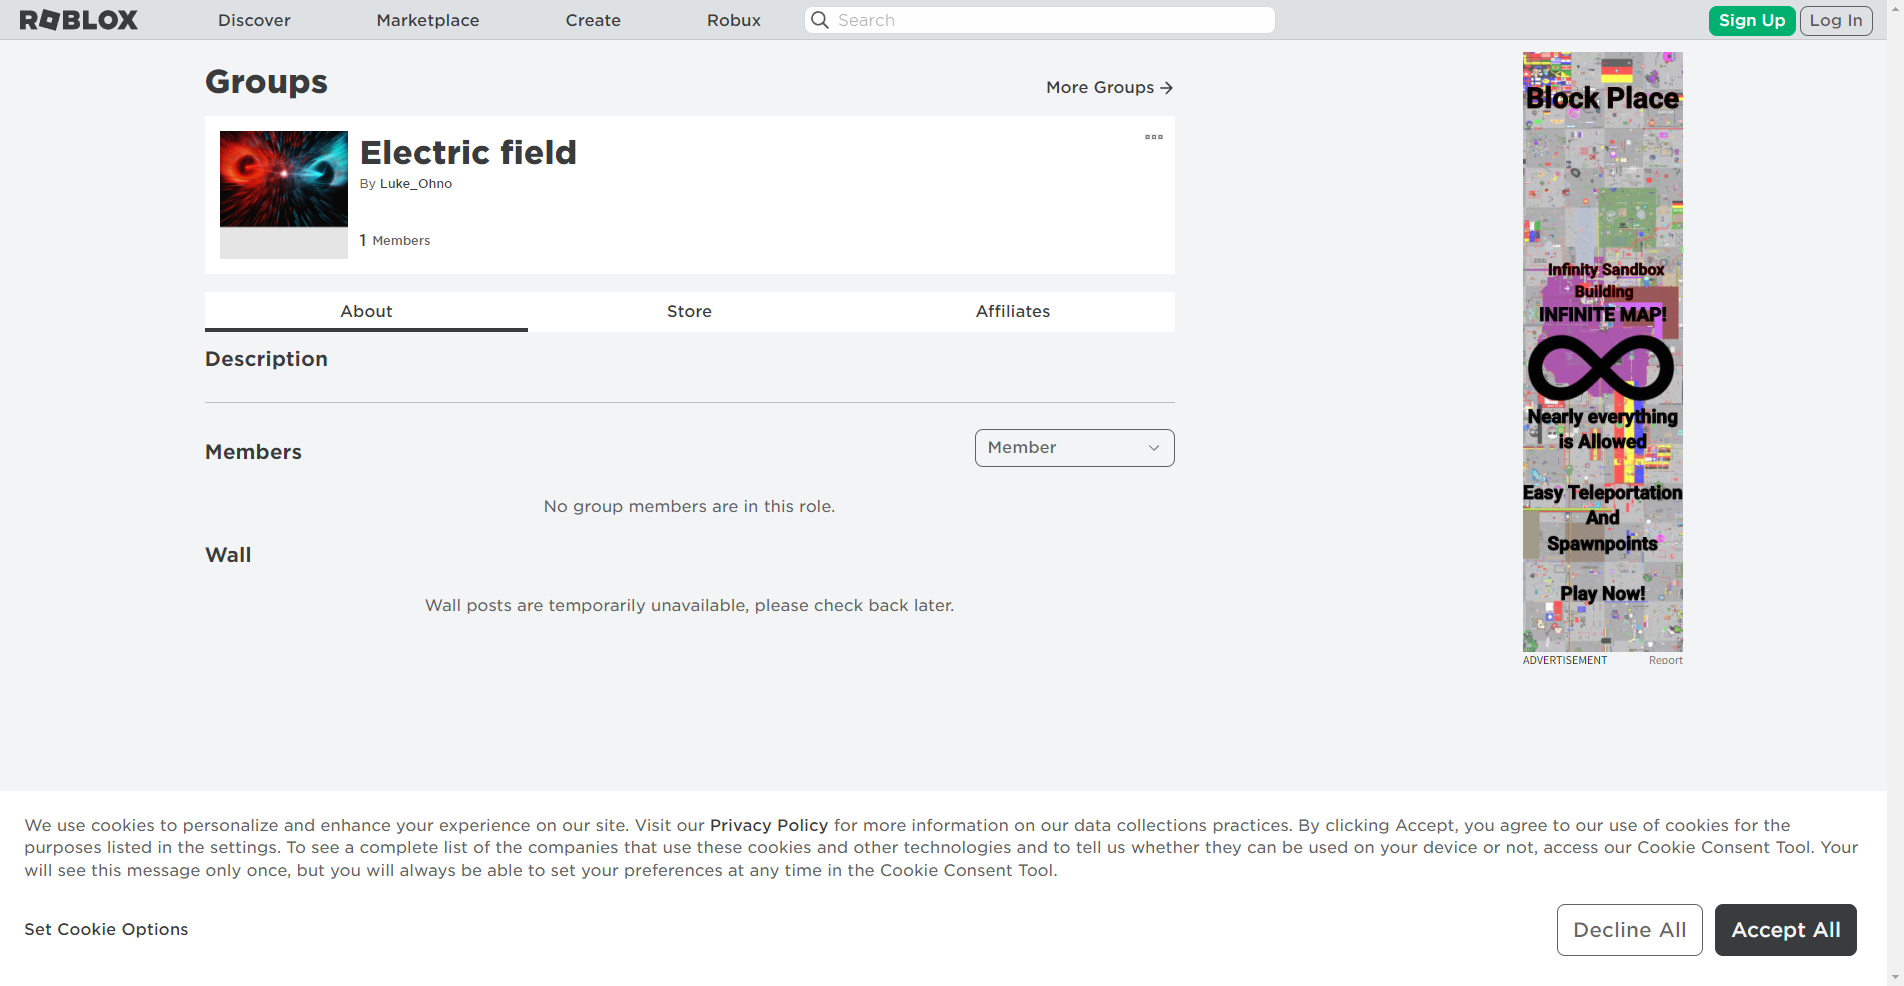 ROBLOX
Discover
Marketplace
Create
Robux
Search
Sign Up
Log In
Groups
More Groups
Electric field
By Luke_Ohno
1 Members
About
Store
Affiliates
Description
Members
Member
No group members are in this role.
Wall
Wall posts are temporarily unavailable, please check back later.
Block Place
Infinity Sandbox
Building
INFINITE MAP!
Nearly everything
is Allowed
Easy Teleportation
And
Spawnpoints
Play Now!
ADVERTISEMENT
Report
We use cookies to personalize and enhance your experience on our site. Visit our Privacy Policy for more information on our data collections practices. By clicking Accept, you agree to our use of cookies for the
purposes listed in the settings. To see a complete list of the companies that use these cookies and other technologies and to tell us whether they can be used on your device or not, access our Cookie Consent Tool. Your
will see this message only once, but you will always be able to set your preferences at any time in the Cookie Consent Tool.
Set Cookie Options
Decline All
Accept All